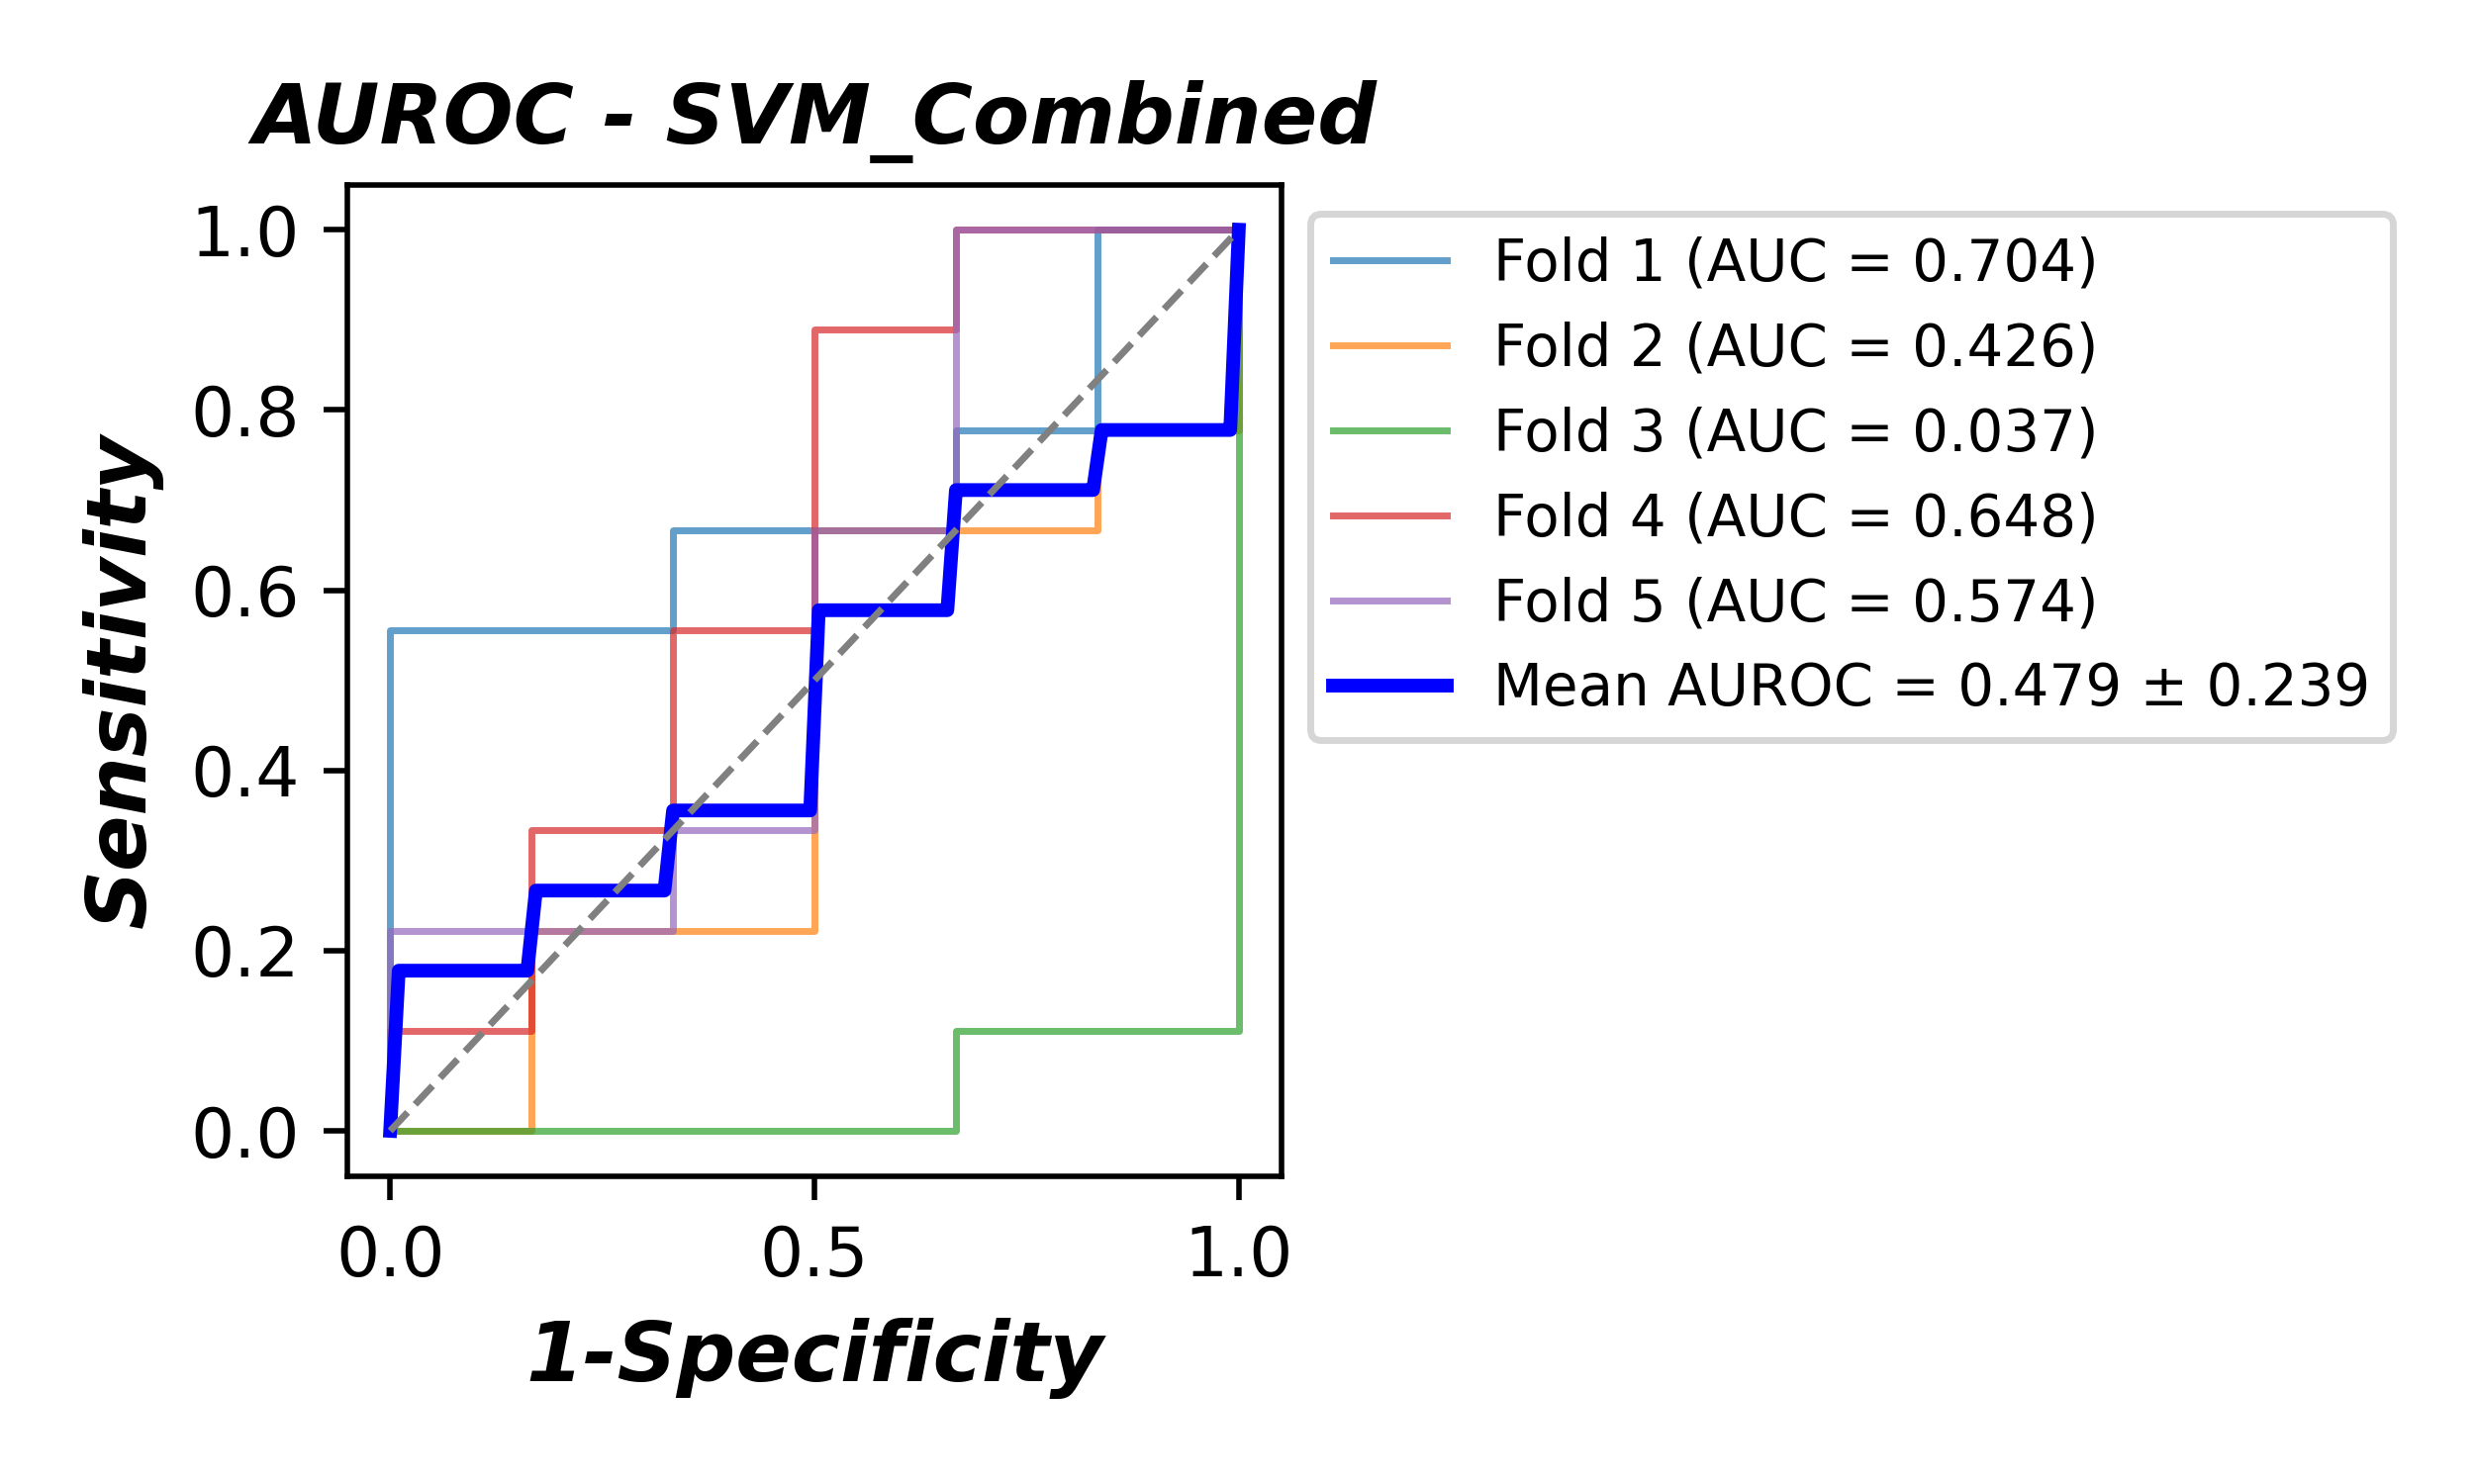 AUROC - SVM_Combined
Sensitivity
1.0
0.8
0.6
0.4
0.2
0.0
0.0
0.5
1.0
1-Specificity
Fold 1 (AUC = 0.704)
Fold 2 (AUC = 0.426)
Fold 3 (AUC = 0.037)
Fold 4 (AUC = 0.648)
Fold 5 (AUC = 0.574)
Mean AUROC = 0.479 ± 0.239